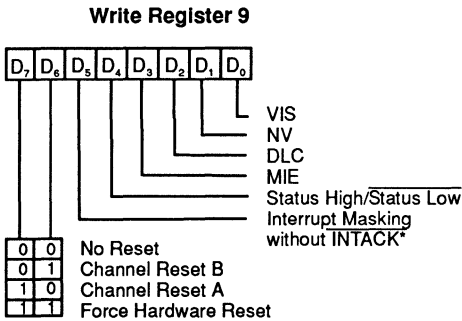 Write Register 9
D7 D6 D5 D4 D3 D2 D1 D0
VIS
NV
DLC
MIE
Status High/Status Low
Interrupt Masking
without INTACK*
0 0 No Reset
0 1 Channel Reset B
1 0 Channel Reset A
1 1 Force Hardware Reset